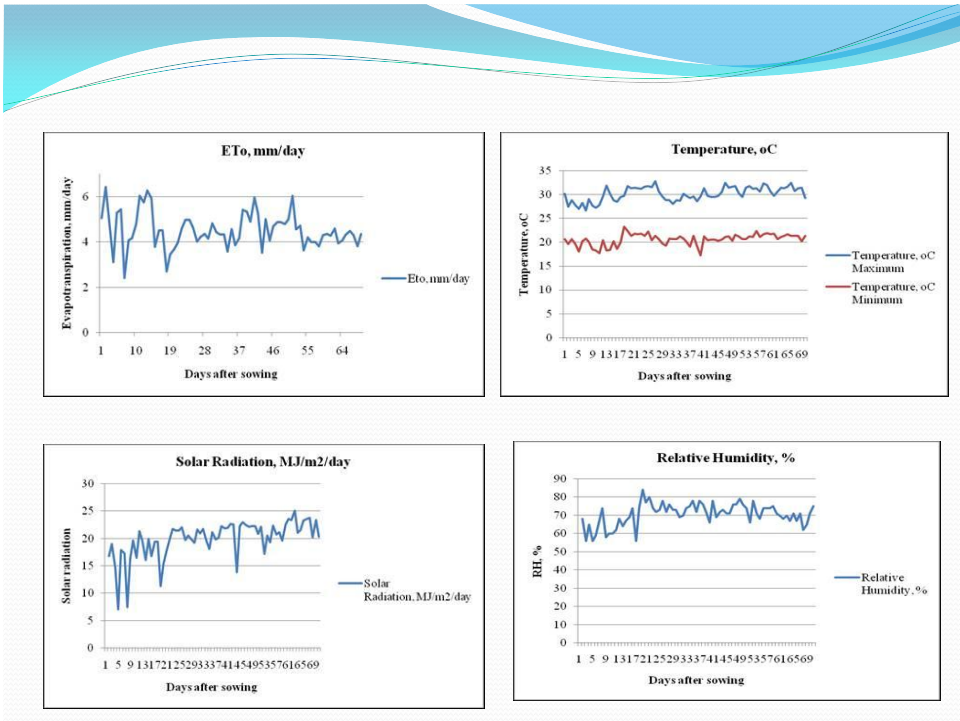 ETo, mm/day
Evapotranspiration, mm/day
6
4
2
0
1 10 19 28 37 46 55 64
Days after sowing
Eto, mm/day
Temperature, oC
Temperature, oC
35
30
25
20
15
10
5
0
1 5 9 13172125293337414549535761656​9
Days after sowing
Temperature, oC
Maximum
Temperature, oC
Minimum
Solar Radiation, MJ/m2/day
Solar radiation
30
25
20
15
10
5
0
1 5 9 131721252933374145495357616569
Days after sowing
Solar
Radiation, MJ/m2/day
Relative Humidity, %
RH, %
90
80
70
60
50
40
30
20
10
0
1 5 9 131721252933374145495357616569
Days after sowing
Relative
Humidity, %